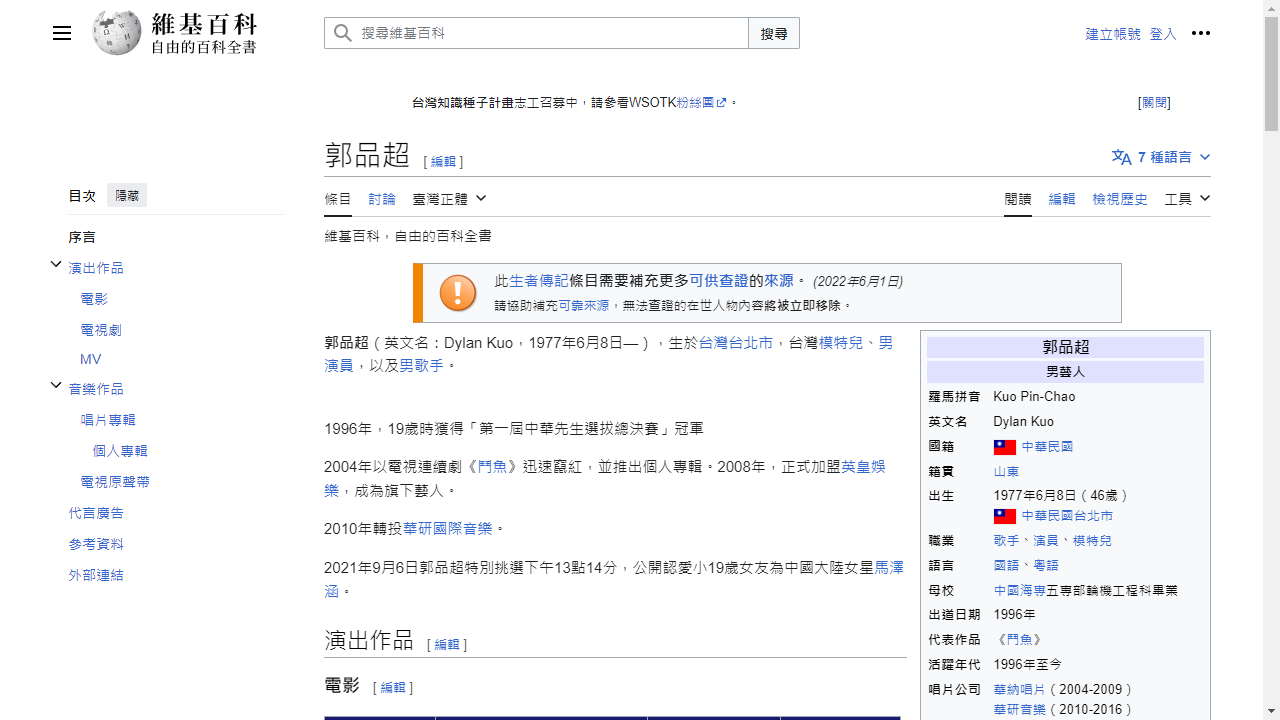 維基百科
自由的百科全書
搜尋維基百科
搜尋
建立帳號 登入
台灣知識種子計畫志工召募中，請參看WSOTK粉絲團。
[關閉]
郭品超 [ 編輯 ]
7 種語言
目次 隱藏
條目 討論 臺灣正體
閱讀 編輯 檢視歷史 工具
序言
演出作品
電影
電視劇
MV
音樂作品
唱片專輯
個人專輯
電視原聲帶
代言廣告
參考資料
外部連結
維基百科，自由的百科全書
此生者傳記條目需要補充更多可供查證的來源。 (2022年6月1日)
請協助補充可靠來源，無法查證的在世人物內容將被立即移除。
郭品超（英文名：Dylan Kuo，1977年6月8日—），生於台灣台北市，台灣模特兒、男
演員，以及男歌手。
1996年，19歲時獲得「第一屆中華先生選拔總決賽」冠軍
2004年以電視連續劇《鬥魚》迅速竄紅，並推出個人專輯。2008年，正式加盟英皇娛
樂，成為旗下藝人。
2010年轉投華研國際音樂。
2021年9月6日郭品超特別挑選下午13點14分，公開認愛小19歲女友為中國大陸女星馬澤
涵。
演出作品 [ 編輯 ]
電影 [ 編輯 ]
郭品超
男藝人
羅馬拼音 Kuo Pin-Chao
英文名 Dylan Kuo
國籍 中華民國
籍貫 山東
出生 1977年6月8日（46歲）
中華民國台北市
職業 歌手、演員、模特兒
語言 國語、粵語
母校 中國海專五專部輪機工程科畢業
出道日期 1996年
代表作品 《鬥魚》
活躍年代 1996年至今
唱片公司 華納唱片（2004-2009）
華研音樂（2010-2016）